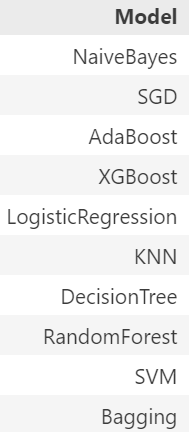 Model
NaiveBayes
SGD
AdaBoost
XGBoost
LogisticRegression
KNN
DecisionTree
RandomForest
SVM
Bagging